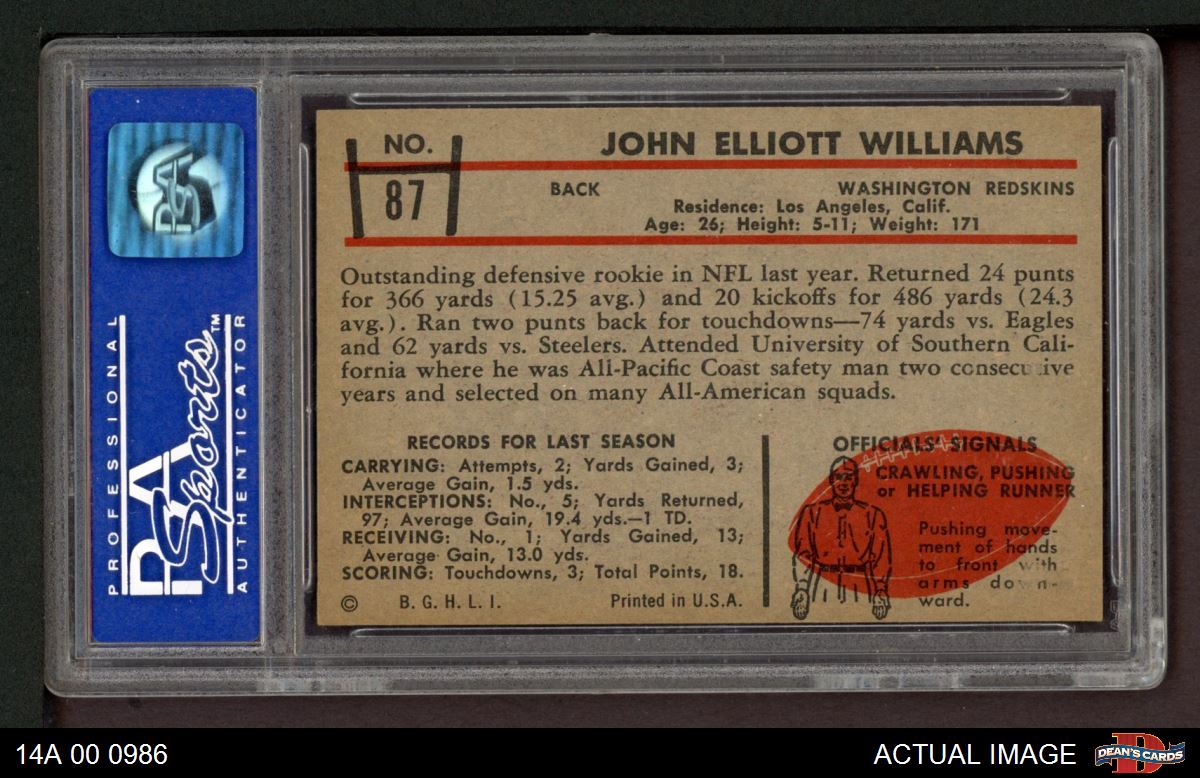 PSA
PROFESSIONAL
PSA Sports™
AUTHENTICATOR
NO.
87
JOHN ELLIOTT WILLIAMS
BACK WASHINGTON REDSKINS
Residence: Los Angeles, Calif.
Age: 26; Height: 5-11; Weight: 171
Outstanding defensive rookie in NFL last year. Returned 24 punts
for 366 yards (15.25 avg.) and 20 kickoffs for 486 yards (24.3
avg.). Ran two punts back for touchdowns—74 yards vs. Eagles
and 62 yards vs. Steelers. Attended University of Southern Cali-
fornia where he was All-Pacific Coast safety man two consecutive
years and selected on many All-American squads.
RECORDS FOR LAST SEASON
CARRYING: Attempts, 2; Yards Gained, 3;
Average Gain, 1.5 yds.
INTERCEPTIONS: No., 5; Yards Returned,
97; Average Gain, 19.4 yds.—1 TD.
RECEIVING: No., 1; Yards Gained, 13;
Average Gain, 13.0 yds.
SCORING: Touchdowns, 3; Total Points, 18.
© B. G. H. L. I. Printed in U.S.A.
OFFICIALS' SIGNALS
CRAWLING, PUSHING
or HELPING RUNNER
Pushing move-
ment of hands
to front with
arms down-
ward.
14A 00 0986
ACTUAL IMAGE
D
DEAN'S CARDS